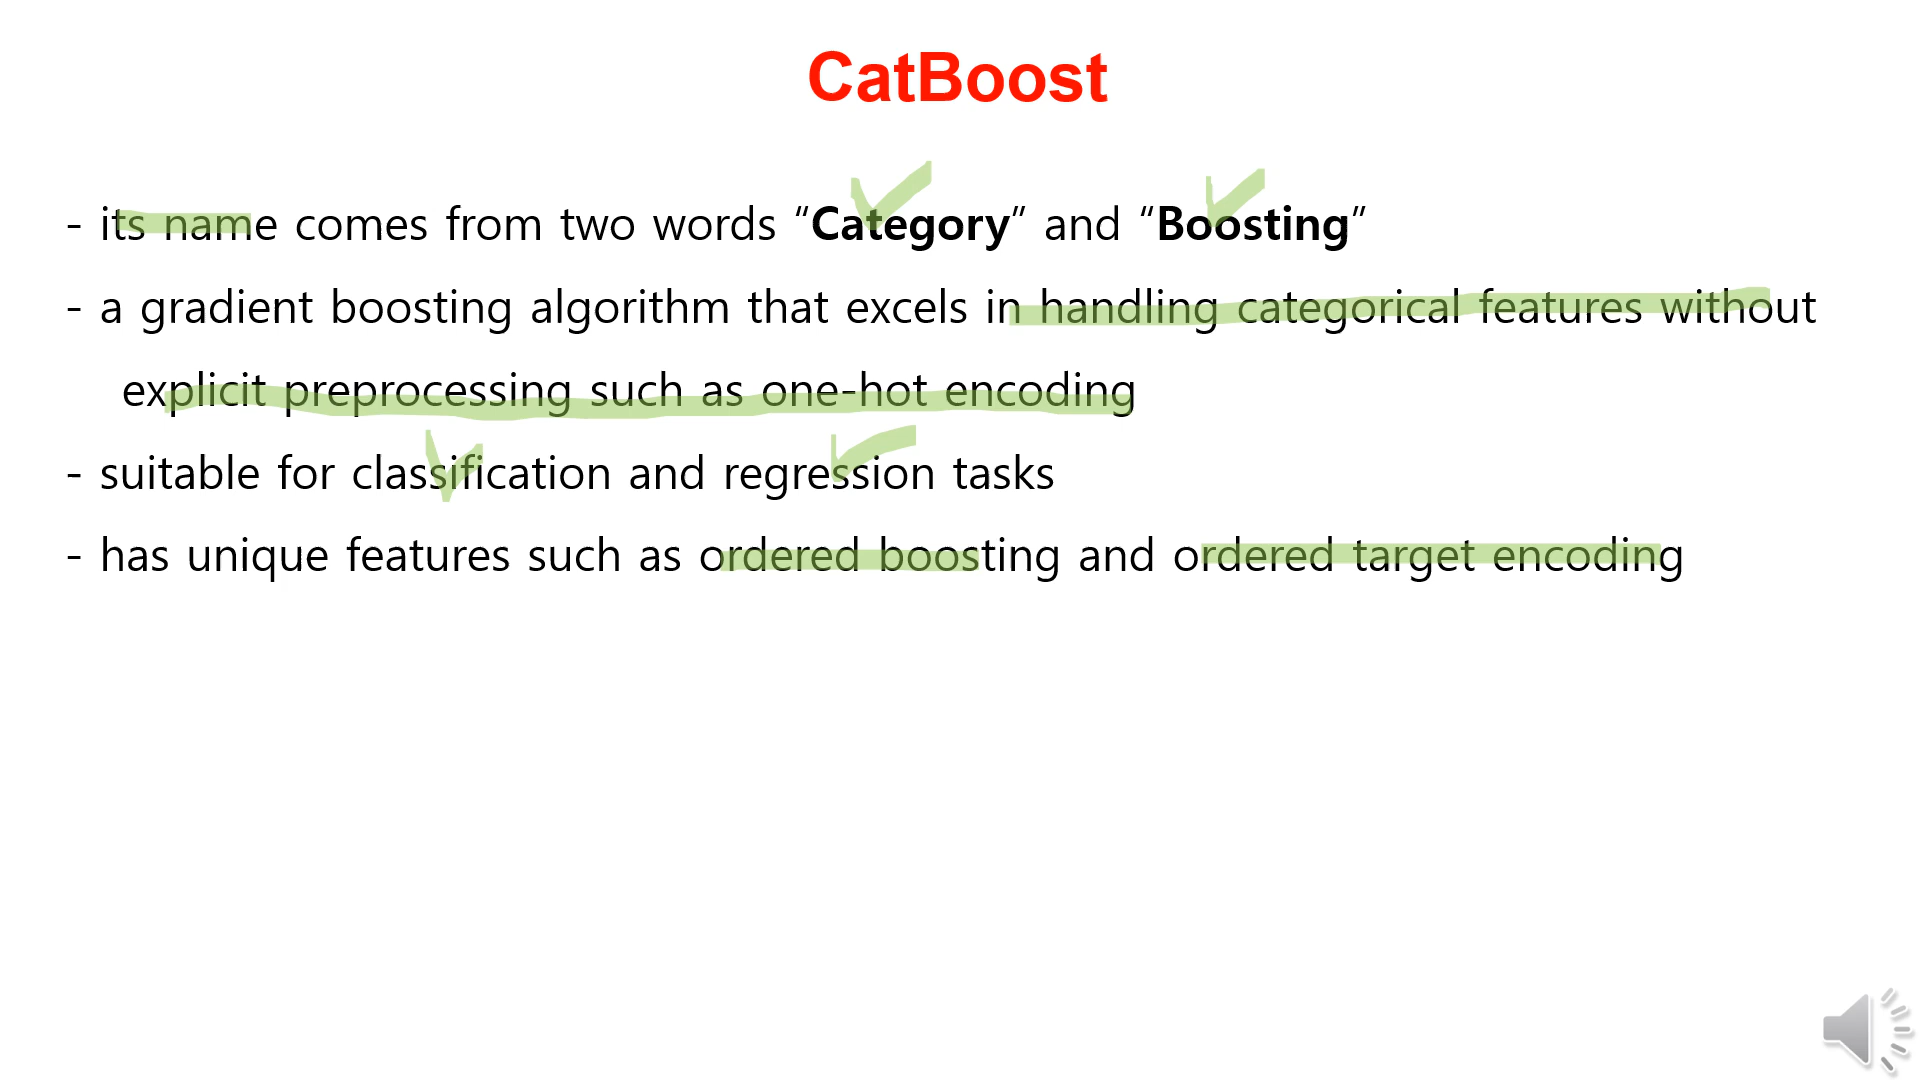 CatBoost
- its name comes from two words “Category” and “Boosting”
- a gradient boosting algorithm that excels in handling categorical features without
explicit preprocessing such as one-hot encoding
- suitable for classification and regression tasks
- has unique features such as ordered boosting and ordered target encoding